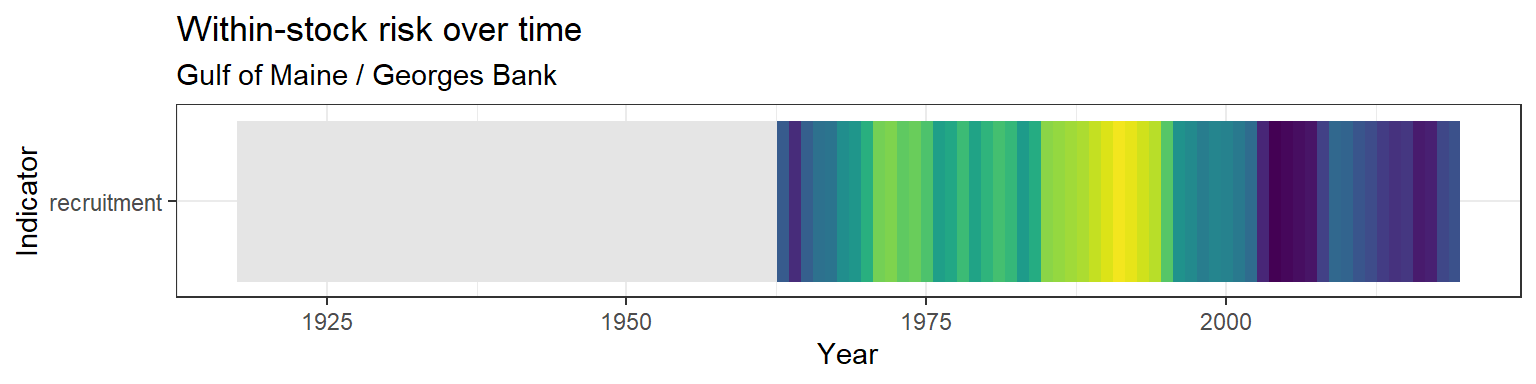 Within-stock risk over time
Gulf of Maine / Georges Bank
Indicator
recruitment
1925 1950 1975 2000
Year